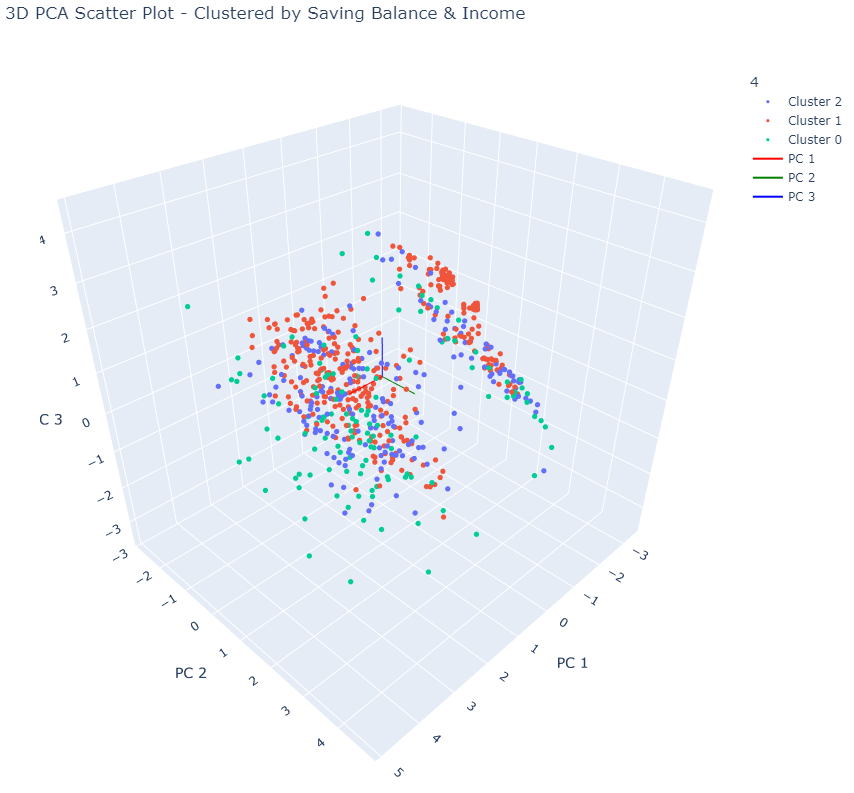 3D PCA Scatter Plot - Clustered by Saving Balance & Income
4
Cluster 2
Cluster 1
Cluster 0
PC 1
PC 2
PC 3
4
3
2
1
0
−1
−2
−3
C 3
−3
−2
−1
0
1
2
3
4
PC 2
−3
−2
−1
0
1
2
3
4
5
PC 1